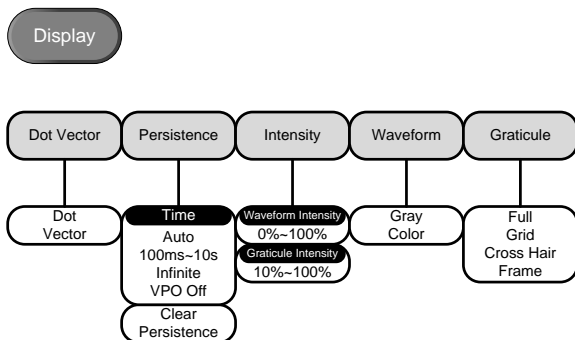 Display
Dot Vector
Persistence
Intensity
Waveform
Graticule
Dot
Vector
Time
Auto
100ms~10s
Infinite
VPO Off
Clear
Persistence
Waveform Intensity
0%~100%
Graticule Intensity
10%~100%
Gray
Color
Full
Grid
Cross Hair
Frame